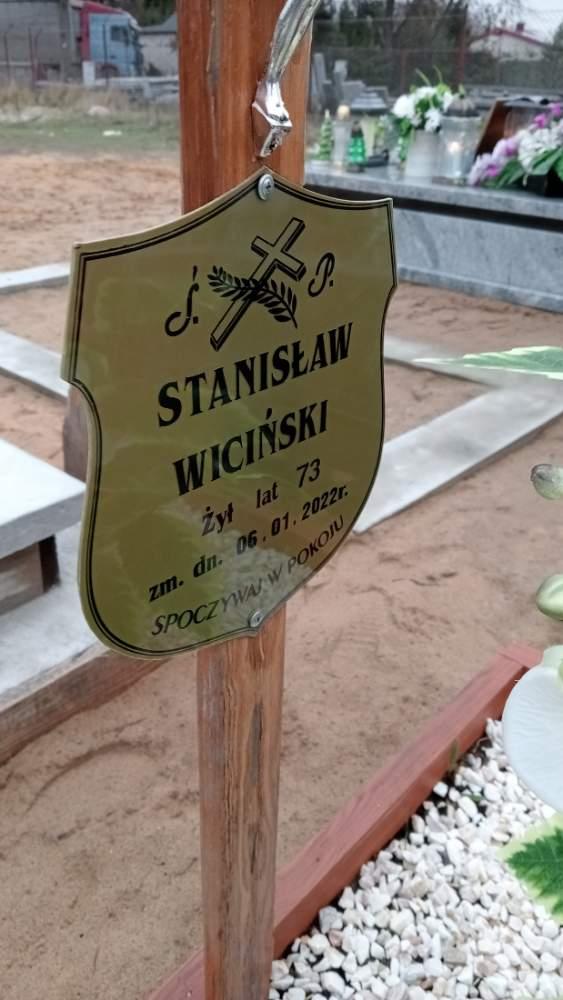 Ś. P.
STANISŁAW
WICIŃSKI
Żył lat 73
zm. dn. 06.01.2022r.
SPOCZYWAJ W POKOJU